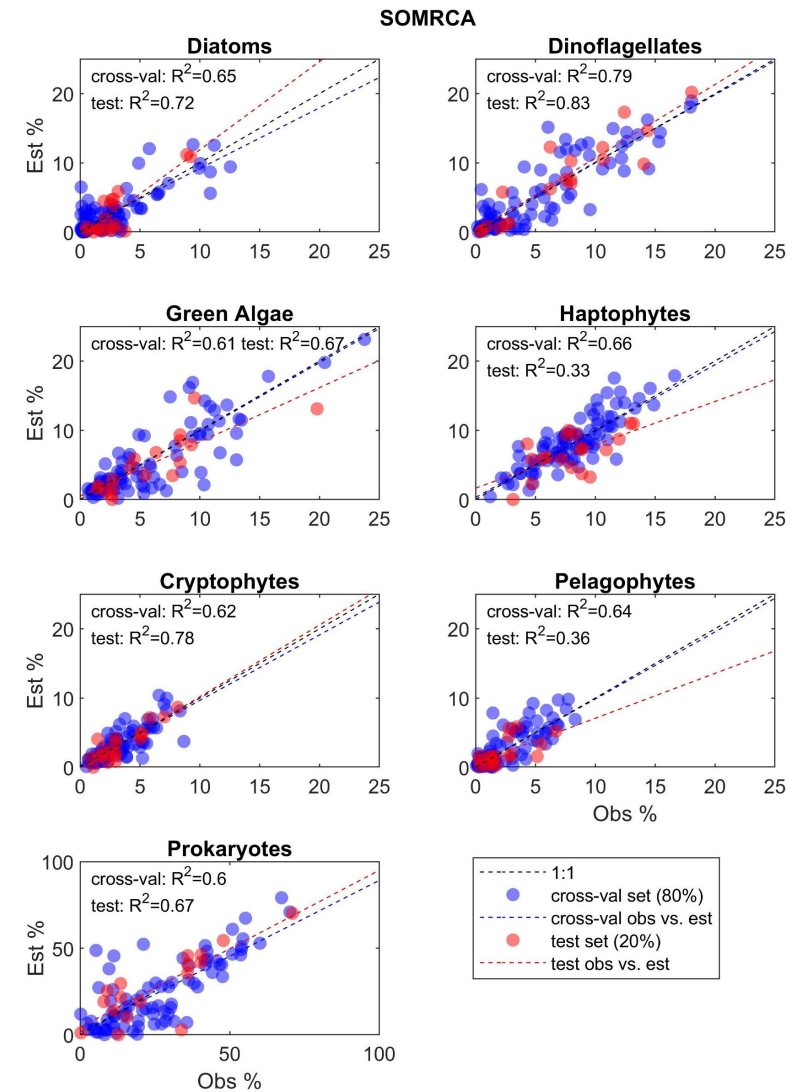 SOMRCA
Diatoms
cross-val: R²=0.65
test: R²=0.72
Est %
20
10
0
0 5 10 15 20 25
Dinoflagellates
cross-val: R²=0.79
test: R²=0.83
20
10
0
0 5 10 15 20 25
Green Algae
cross-val: R²=0.61 test: R²=0.67
Est %
20
10
0
0 5 10 15 20 25
Haptophytes
cross-val: R²=0.66
test: R²=0.33
20
10
0
0 5 10 15 20 25
Cryptophytes
cross-val: R²=0.62
test: R²=0.78
Est %
20
10
0
0 5 10 15 20 25
Pelagophytes
cross-val: R²=0.64
test: R²=0.36
20
10
0
0 5 10 15 20 25
Obs %
Prokaryotes
cross-val: R²=0.6
test: R²=0.67
Est %
100
50
0
0 50 100
Obs %
1:1
cross-val set (80%)
cross-val obs vs. est
test set (20%)
test obs vs. est